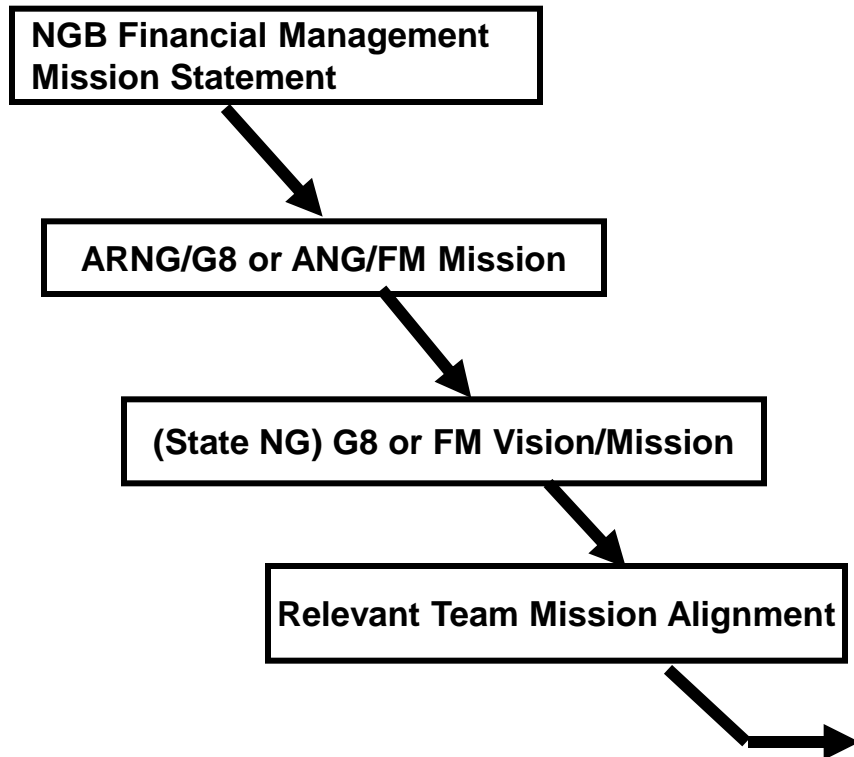 NGB Financial Management
Mission Statement
ARNG/G8 or ANG/FM Mission
(State NG) G8 or FM Vision/Mission
Relevant Team Mission Alignment